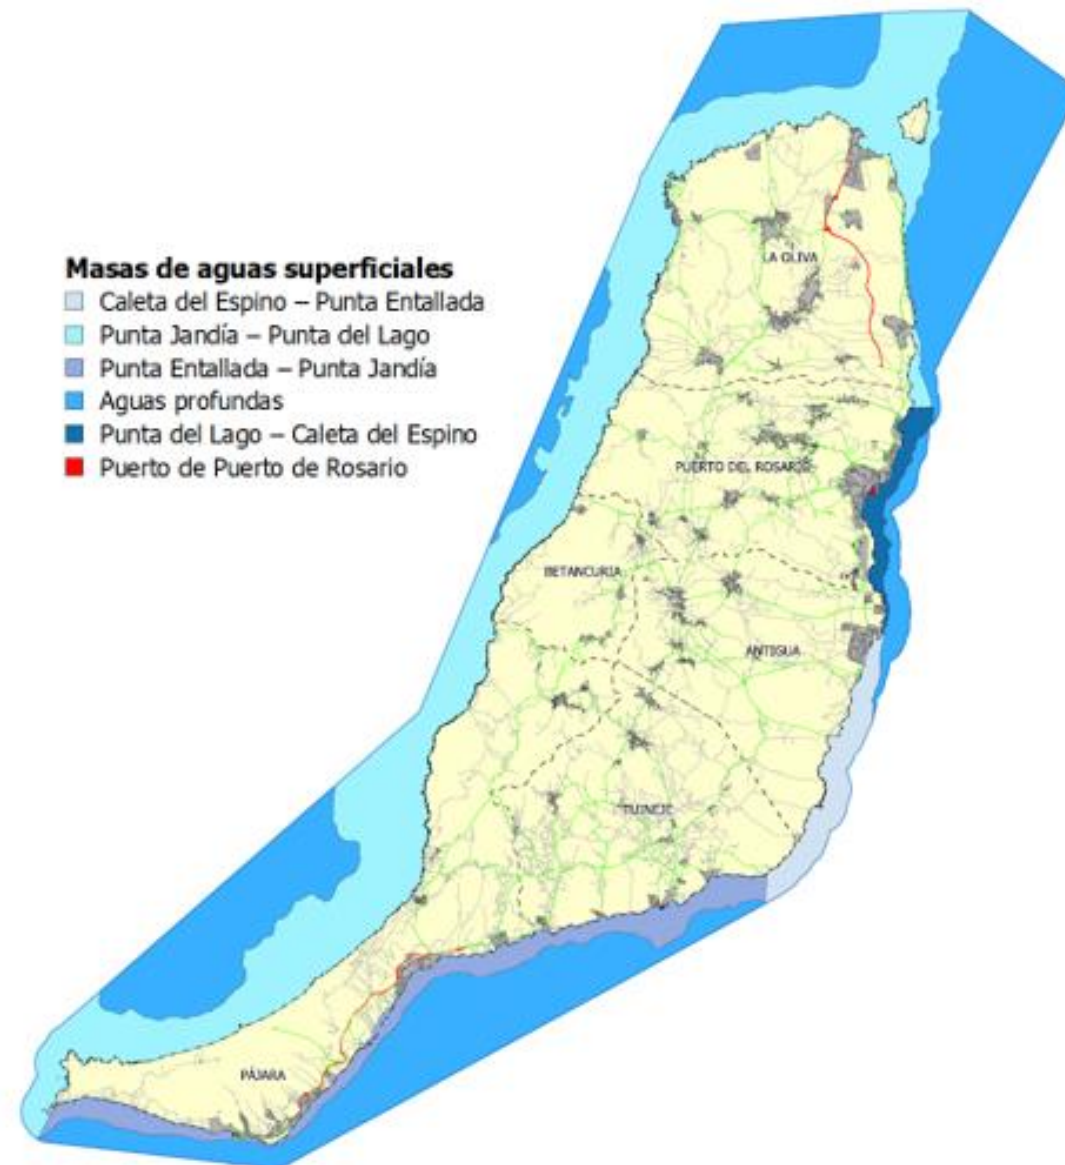 Masas de aguas superficiales
Caleta del Espino – Punta Entallada
Punta Jandía – Punta del Lago
Punta Entallada – Punta Jandía
Aguas profundas
Punta del Lago – Caleta del Espino
Puerto de Puerto de Rosario
LA OLIVA
PUERTO DEL ROSARIO
BETANCURIA
ANTIGUA
TUINEJE
PÁJARA